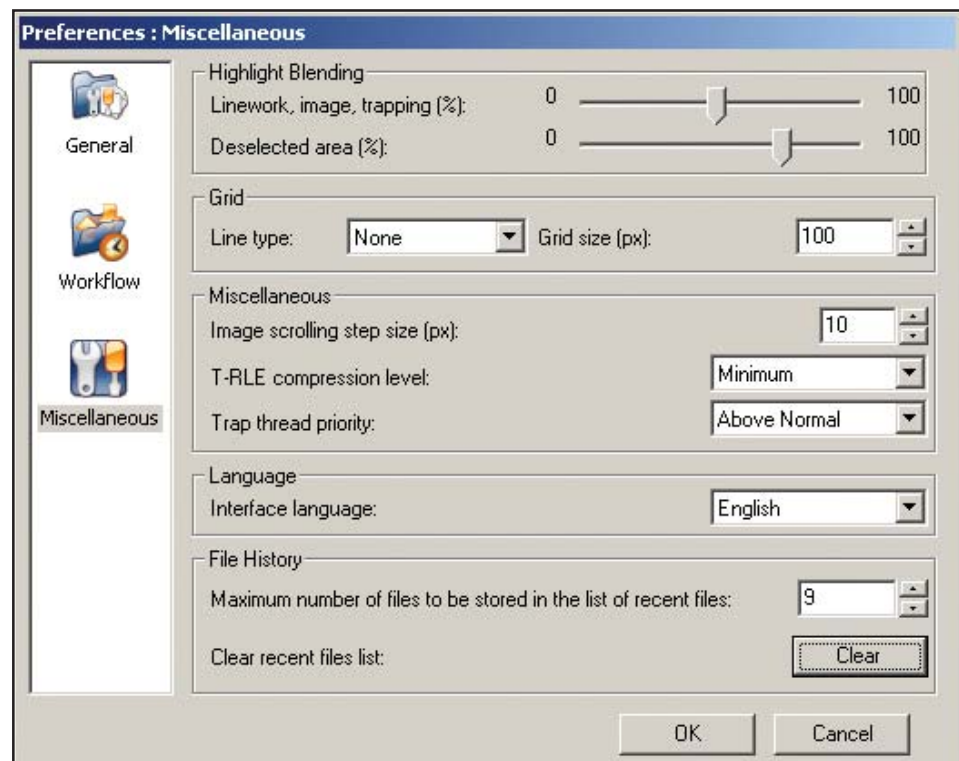 Preferences : Miscellaneous
General
Workflow
Miscellaneous
Highlight Blending
Linework, image, trapping (%): 0 100
Deselected area (%): 0 100
Grid
Line type: None Grid size (px): 100
Miscellaneous
Image scrolling step size (px): 10
T-RLE compression level: Minimum
Trap thread priority: Above Normal
Language
Interface language: English
File History
Maximum number of files to be stored in the list of recent files: 9
Clear recent files list: Clear
OK Cancel